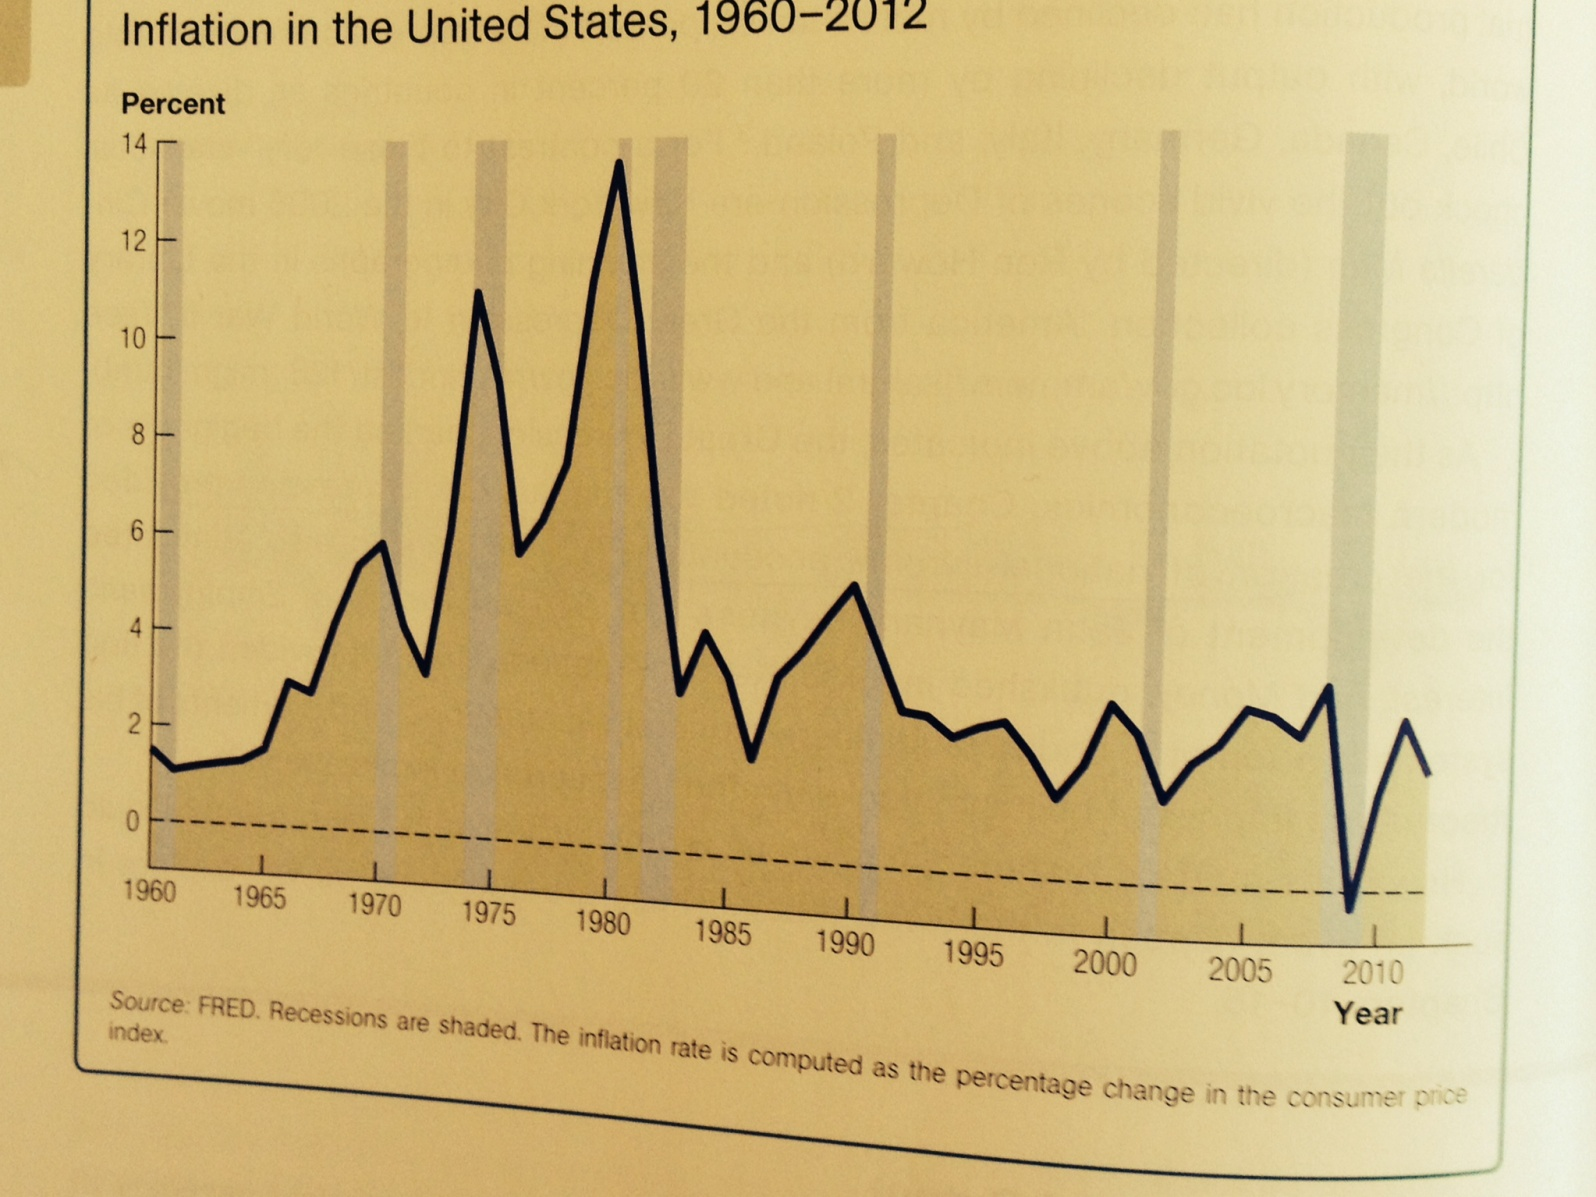 Inflation in the United States, 1960–2012
Percent
14
12
10
8
6
4
2
0
1960 1965 1970 1975 1980 1985 1990 1995 2000 2005 2010
Year
Source: FRED. Recessions are shaded. The inflation rate is computed as the percentage change in the consumer price
index.